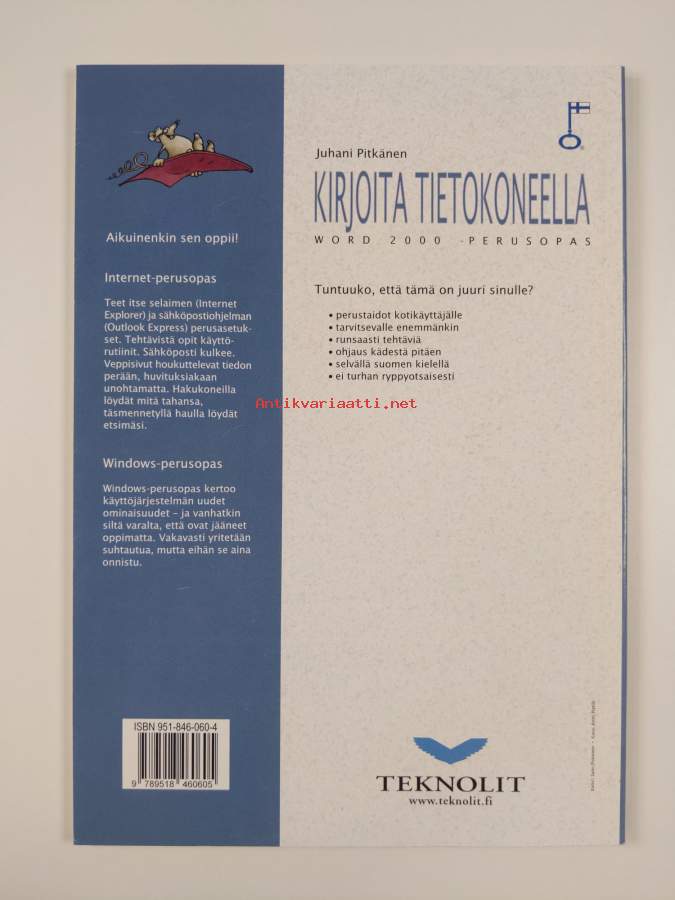 Aikuinenkin sen oppii!
Internet-perusopas
Teet itse selaimen (Internet
Explorer) ja sähköpostiohjelman
(Outlook Express) perusasetuk-
set. Tehtävistä opit käyttö-
rutiinit. Sähköposti kulkee.
Veppisivut houkuttelevat tiedon
perään, huvituksiakaan
unohtamatta. Hakukoneilla
löydät mitä tahansa,
täsmennetyllä haulla löydät
etsimäsi.
Windows-perusopas
Windows-perusopas kertoo
käyttöjärjestelmän uudet
ominaisuudet – ja vanhatkin
siltä varalta, että ovat jääneet
oppimatta. Vakavasti yritetään
suhtautua, mutta eihän se aina
onnistu.
ISBN 951-846-060-4
9 789518 460605
Juhani Pitkänen
KIRJOITA TIETOKONEELLA
WORD 2000 -PERUSOPAS
Tuntuuko, että tämä on juuri sinulle?
• perustaidot kotikäyttäjälle
• tarvitsevalle enemmänkin
• runsaasti tehtäviä
• ohjaus kädestä pitäen
• selvällä suomen kielellä
• ei turhan ryppyotsaisesti
Antikvariaatti.net
TEKNOLIT
www.teknolit.fi